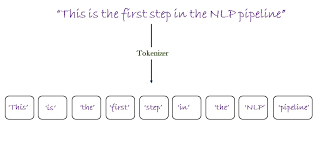 “This is the first step in the NLP pipeline”
Tokenizer
‘This’ ‘is’ ‘the’ ‘first’ ‘step’ ‘in’ ‘the’ ‘NLP’ ‘pipeline’